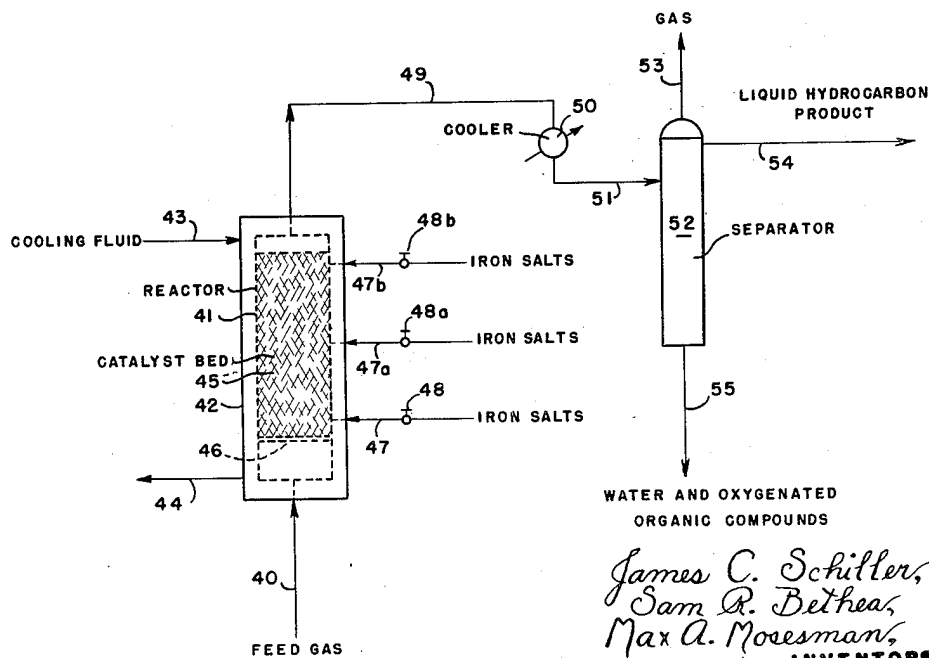 GAS
53
49
LIQUID HYDROCARBON
PRODUCT
50
COOLER
54
51
52
SEPARATOR
43
COOLING FLUID
48b
47b
IRON SALTS
REACTOR
41
48a
47a
IRON SALTS
CATALYST BED
45
42
48
47
IRON SALTS
46
44
55
WATER AND OXYGENATED
ORGANIC COMPOUNDS
40
FEED GAS
James C. Schiller,
Sam R. Bethea,
Max A. Mosesman,
INVENTORS